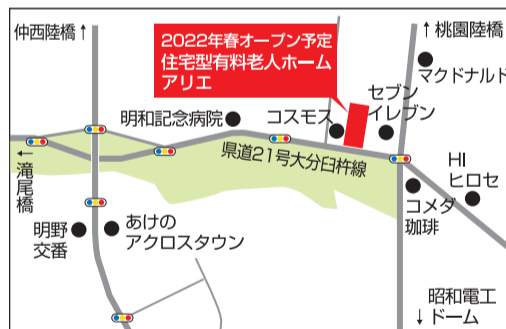 仲西陸橋↑
2022年春オープン予定
住宅型有料老人ホーム
アリエ
↑桃園陸橋
マクドナルド
セブン
イレブン
コスモス
明和記念病院
県道21号大分臼杵線
←
滝尾橋
HI
ヒロセ
コメダ
珈琲
明野
交番
あけの
アクロスタウン
昭和電工
↓ドーム